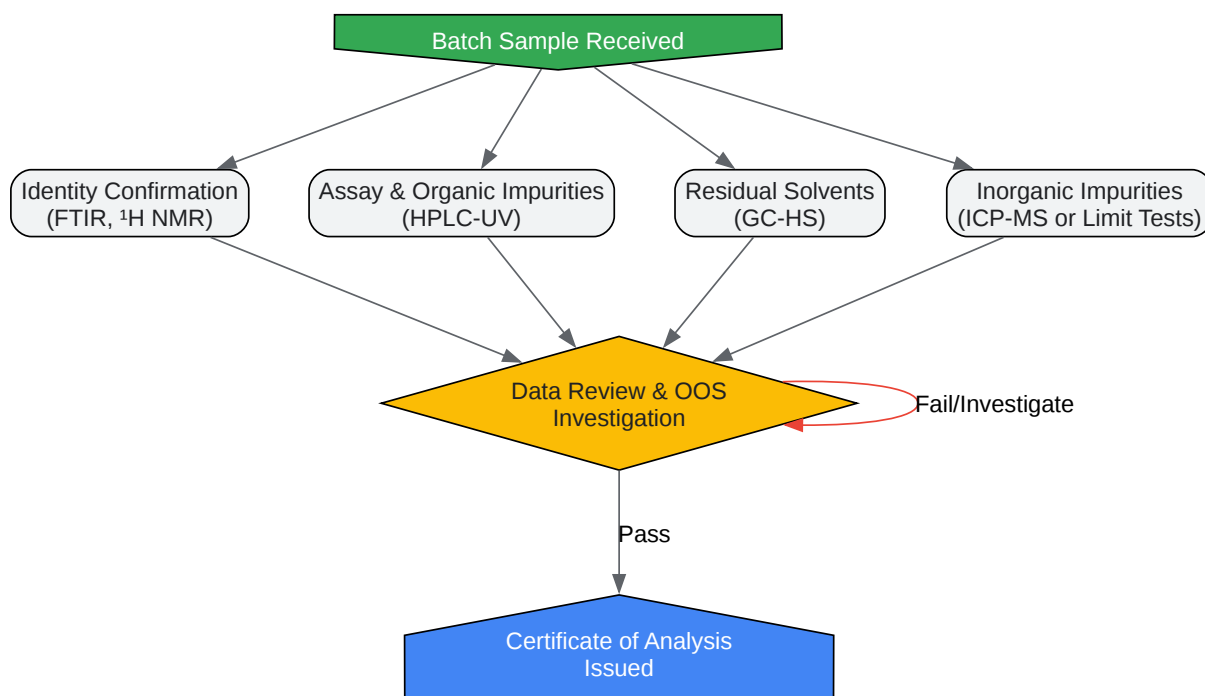 Batch Sample Received
Identity Confirmation
(FTIR, ¹H NMR)
Assay & Organic Impurities
(HPLC-UV)
Residual Solvents
(GC-HS)
Inorganic Impurities
(ICP-MS or Limit Tests)
Data Review & OOS
Investigation
Fail/Investigate
Pass
Certificate of Analysis
Issued